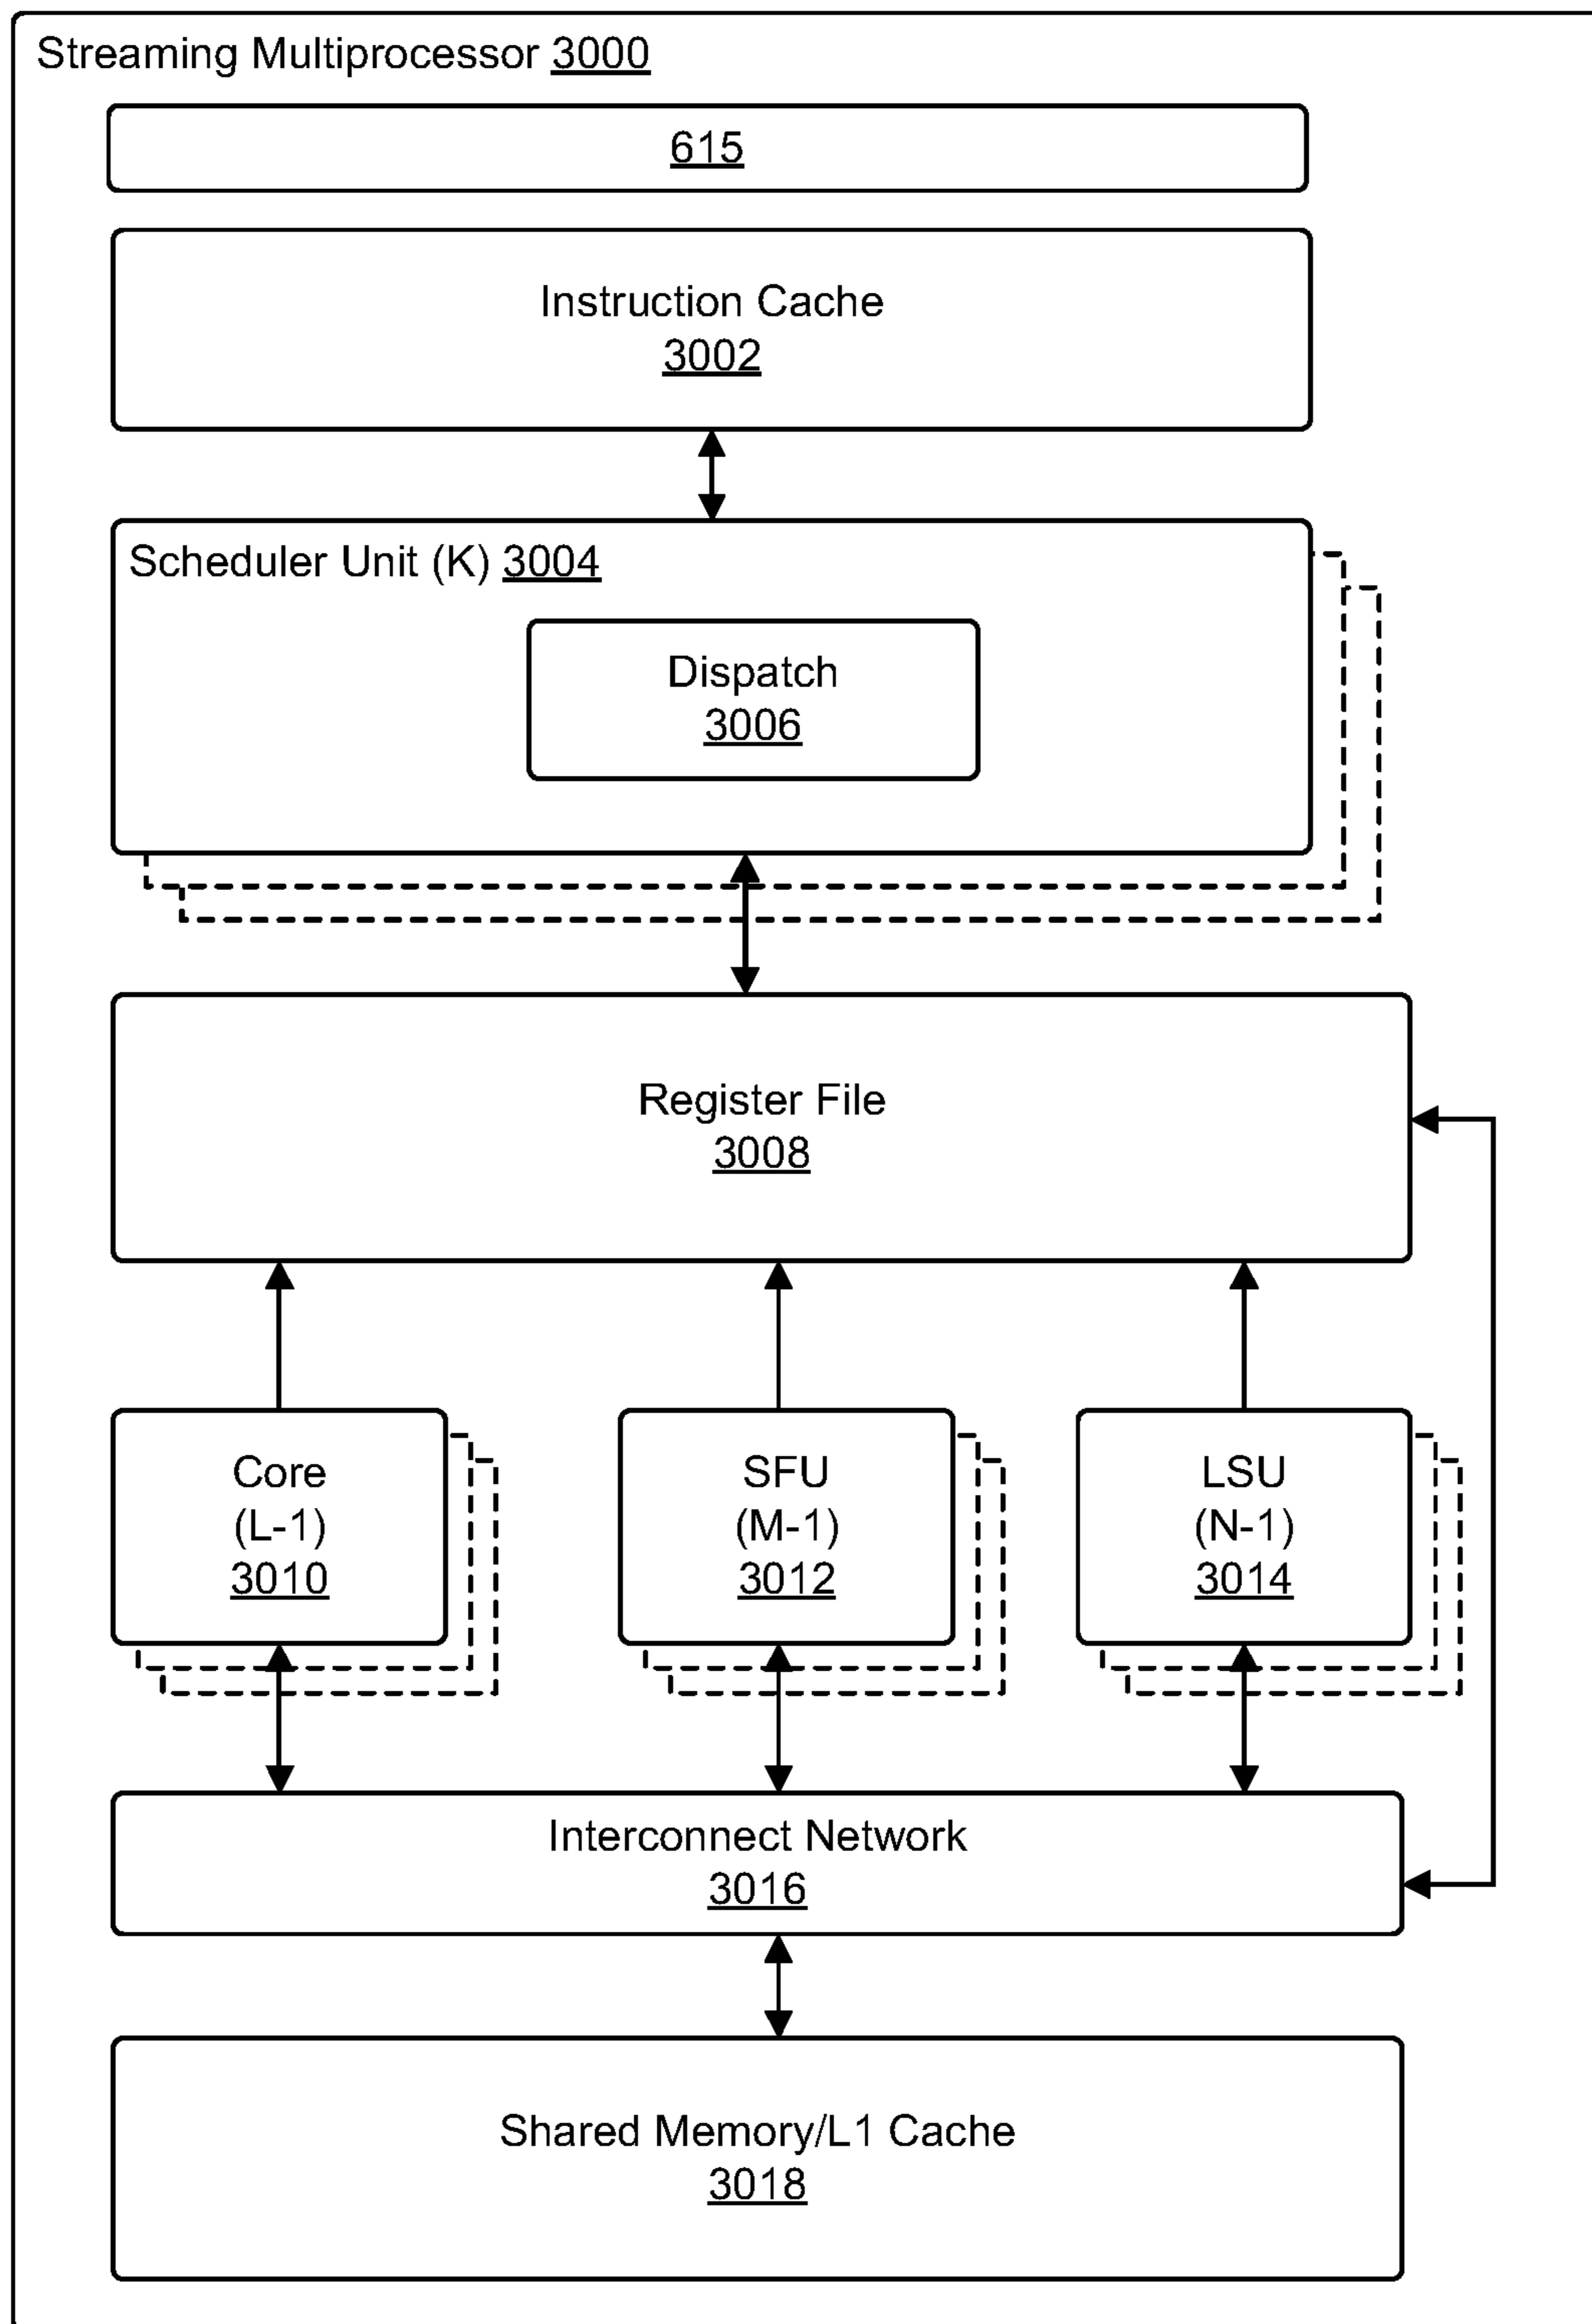 Streaming Multiprocessor 3000
615
Instruction Cache
3002
Scheduler Unit (K) 3004
Dispatch
3006
Register File
3008
Core
(L-1)
3010
SFU
(M-1)
3012
LSU
(N-1)
3014
Interconnect Network
3016
Shared Memory/L1 Cache
3018